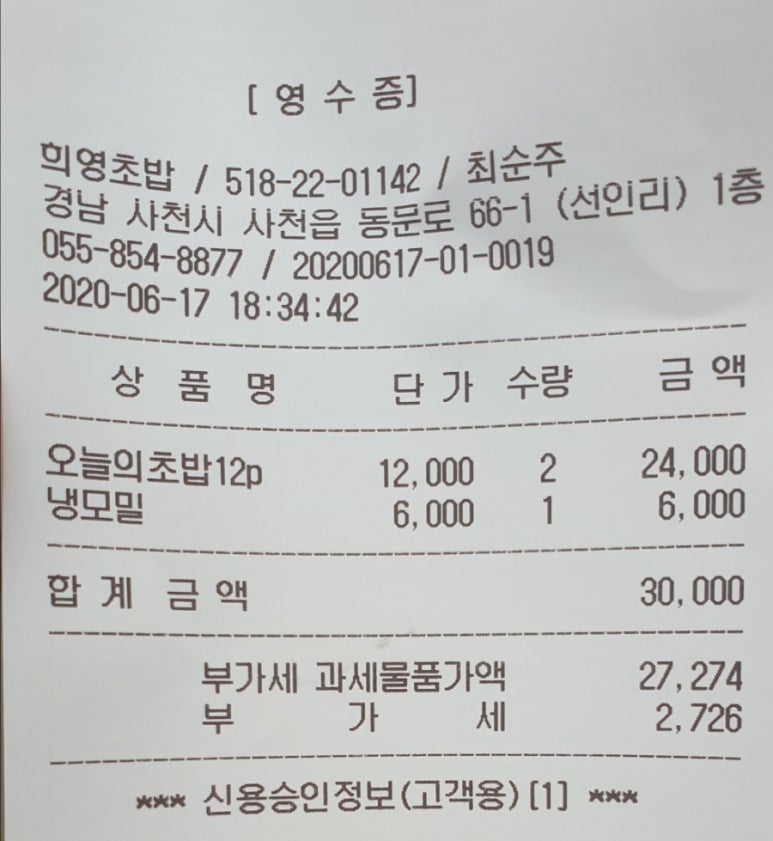 [ 영 수 증]
희영초밥 / 518-22-01142 / 최순주
경남 사천시 사천읍 동문로 66-1 (선인리) 1층
055-854-8877 / 20200617-01-0019
2020-06-17 18:34:42
상 품 명 단 가 수량 금 액
오늘의초밥12p 12,000 2 24,000
냉모밀 6,000 1 6,000
합 계 금 액 30,000
부가세 과세물품가액 27,274
부 가 세 2,726
*** 신용승인정보(고객용)[1] ***